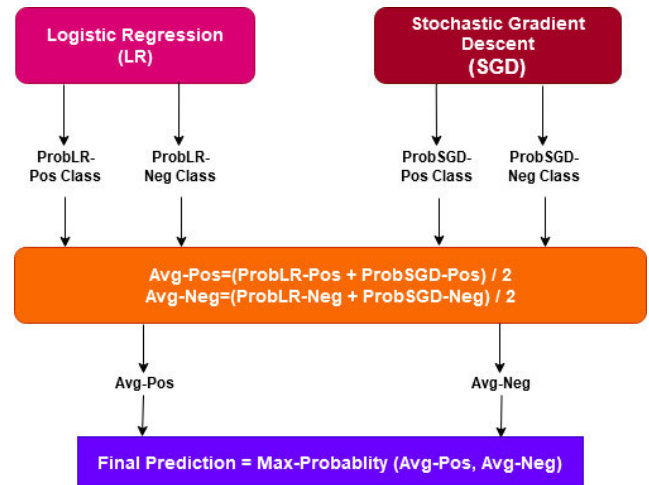 Logistic Regression
(LR)
Stochastic Gradient
Descent
(SGD)
ProbLR-
Pos Class
ProbLR-
Neg Class
ProbSGD-
Pos Class
ProbSGD-
Neg Class
Avg-Pos=(ProbLR-Pos + ProbSGD-Pos) / 2
Avg-Neg=(ProbLR-Neg + ProbSGD-Neg) / 2
Avg-Pos
Avg-Neg
Final Prediction = Max-Probablity (Avg-Pos, Avg-Neg)